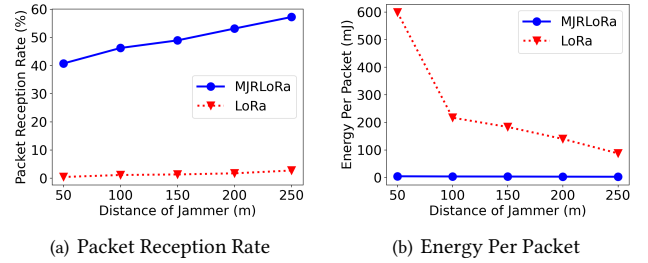 Packet Reception Rate (%)
60
50
40
30
20
10
0
MJRLoRa
LoRa
50 100 150 200 250
Distance of Jammer (m)
(a) Packet Reception Rate
Energy Per Packet (mJ)
600
500
400
300
200
100
0
MJRLoRa
LoRa
50 100 150 200 250
Distance of Jammer (m)
(b) Energy Per Packet